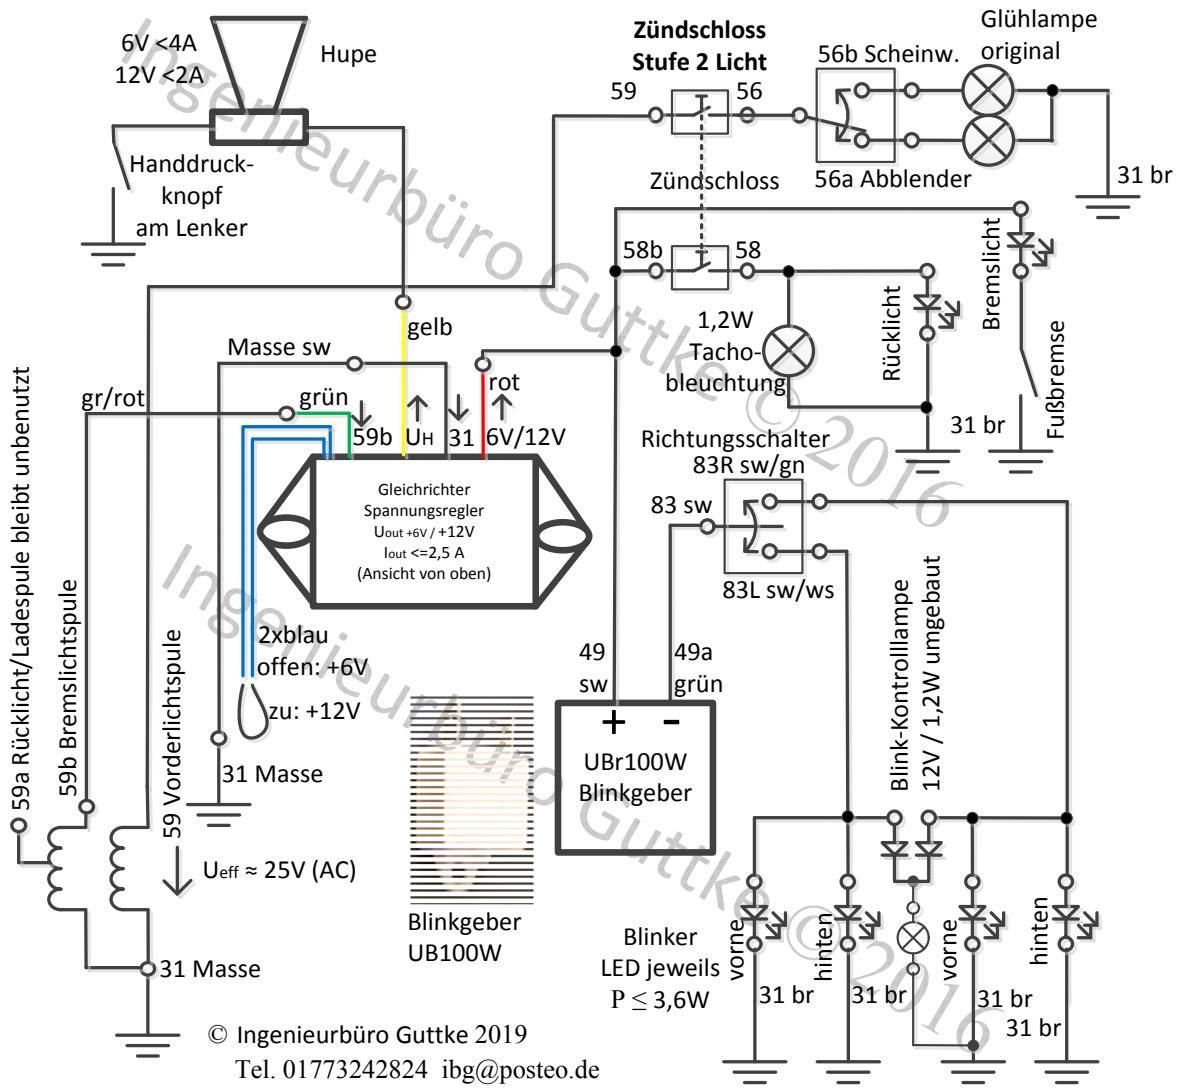 6V <4A
12V <2A
Hupe
Handdruck-
knopf
am Lenker
Zündschloss
Stufe 2 Licht
59
56
56b Scheinw.
Glühlampe
original
56a Abblender
31 br
Zündschloss
58b
58
1,2W
Tacho-
bleuchtung
Rücklicht
Bremslicht
Fußbremse
31 br
gelb
Masse sw
rot
gr/rot
grün
59b
UH
31
6V/12V
Gleichrichter
Spannungsregler
Uout +6V / +12V
Iout <=2,5 A
(Ansicht von oben)
Richtungsschalter
83R sw/gn
83 sw
83L sw/ws
2xblau
offen: +6V
zu: +12V
31 Masse
59a Rücklicht/Ladespule bleibt unbenutzt
59b Bremslichtspule
59 Vorderlichtspule
Ueff ≈ 25V (AC)
31 Masse
49
sw
49a
grün
+
-
UBr100W
Blinkgeber
Blinkgeber
UB100W
Blink-Kontrolllampe
12V / 1,2W umgebaut
Blinker
LED jeweils
P ≤ 3,6W
vorne
hinten
vorne
hinten
31 br
31 br
31 br
31 br
© Ingenieurbüro Guttke 2019
Tel. 01773242824 ibg@posteo.de
Ingenieurbüro Guttke © 2016
Ingenieurbüro Guttke © 2016